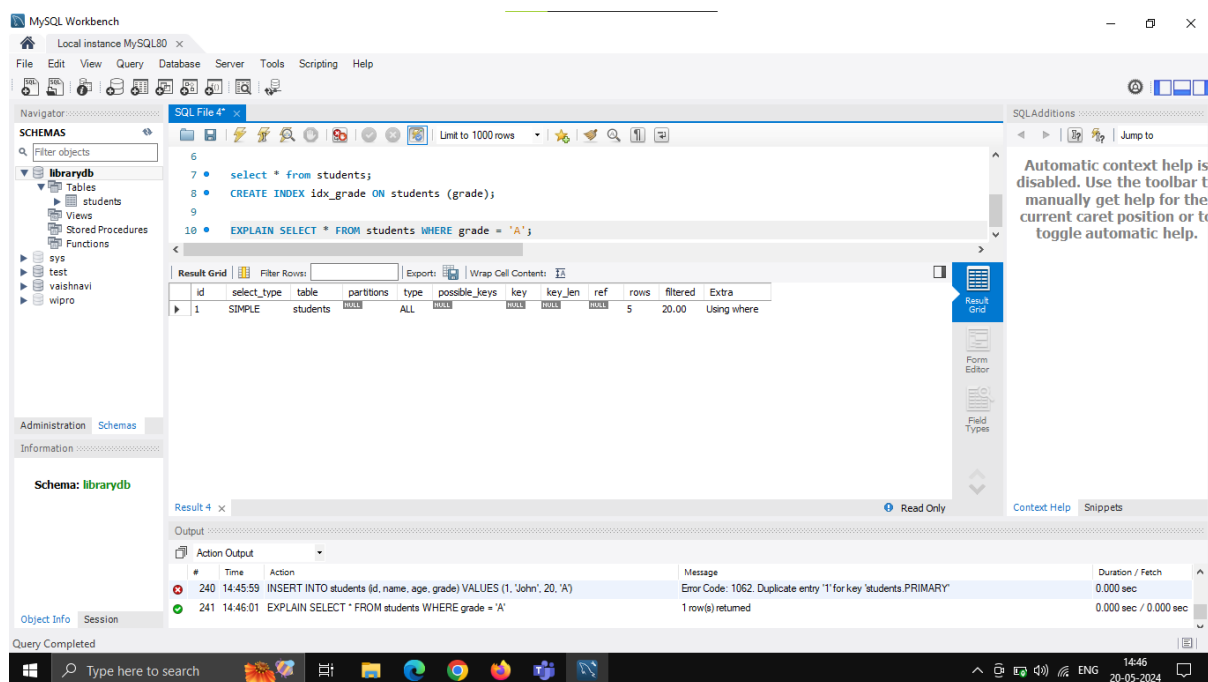 MySQL Workbench
Local instance MySQL80 ×
File Edit View Query Database Server Tools Scripting Help
Navigator
SCHEMAS
Filter objects
librarydb
Tables
students
Views
Stored Procedures
Functions
sys
test
vaishnavi
wipro
Administration Schemas
Information
Schema: librarydb
Object Info Session
SQL File 4* ×
Limit to 1000 rows
6
7 select * from students;
8 CREATE INDEX idx_grade ON students (grade);
9
10 EXPLAIN SELECT * FROM students WHERE grade = 'A';
Result Grid Filter Rows: Export: Wrap Cell Content:
id select_type table partitions type possible_keys key key_len ref rows filtered Extra
1 SIMPLE students NULL ALL NULL NULL NULL NULL 5 20.00 Using where
Result
Grid
Form
Editor
Field
Types
Result 4 ×
Read Only
SQLAdditions
Jump to
Automatic context help is
disabled. Use the toolbar t
manually get help for the
current caret position or to
toggle automatic help.
Context Help Snippets
Output
Action Output
# Time Action Message Duration / Fetch
240 14:45:59 INSERT INTO students (id, name, age, grade) VALUES (1, 'John', 20, 'A') Error Code: 1062. Duplicate entry '1' for key 'students.PRIMARY' 0.000 sec
241 14:46:01 EXPLAIN SELECT * FROM students WHERE grade = 'A' 1 row(s) returned 0.000 sec / 0.000 sec
Query Completed
Type here to search
ENG
14:46
20-05-2024